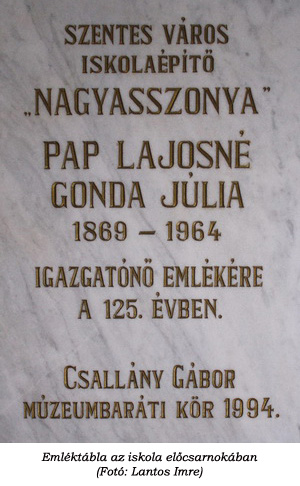 SZENTES VÁROS
ISKOLAÉPÍTŐ
„NAGYASSZONYA"
PAP LAJOSNÉ
GONDA JÚLIA
1869 – 1964
IGAZGATÓNŐ EMLÉKÉRE
A 125. ÉVBEN.
CSALLÁNY GÁBOR
MÚZEUMBARÁTI KÖR 1994.
Emléktábla az iskola előcsarnokában
(Fotó: Lantos Imre)